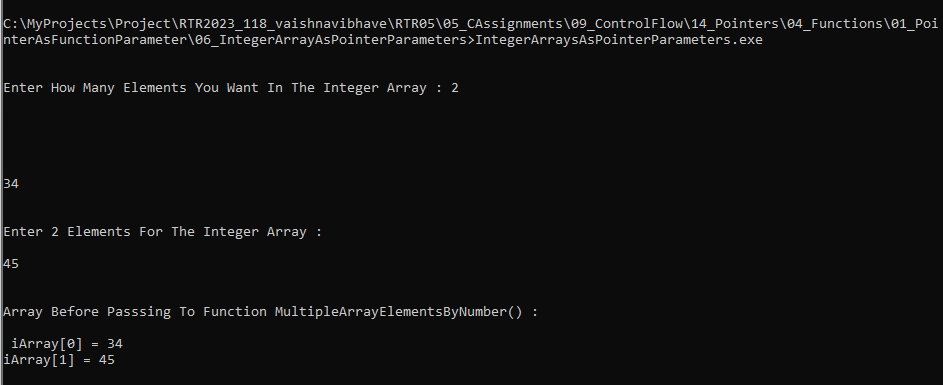 C:\MyProjects\Project\RTR2023_118_vaishnavibhave\RTR05\05_CAssignments\09_ControlFlow\14_Pointers\04_Functions\01_Poi
nterAsFunctionParameter\06_IntegerArrayAsPointerParameters>IntegerArraysAsPointerParameters.exe
Enter How Many Elements You Want In The Integer Array : 2
34
Enter 2 Elements For The Integer Array :
45
Array Before Passsing To Function MultipleArrayElementsByNumber() :
iArray[0] = 34
iArray[1] = 45